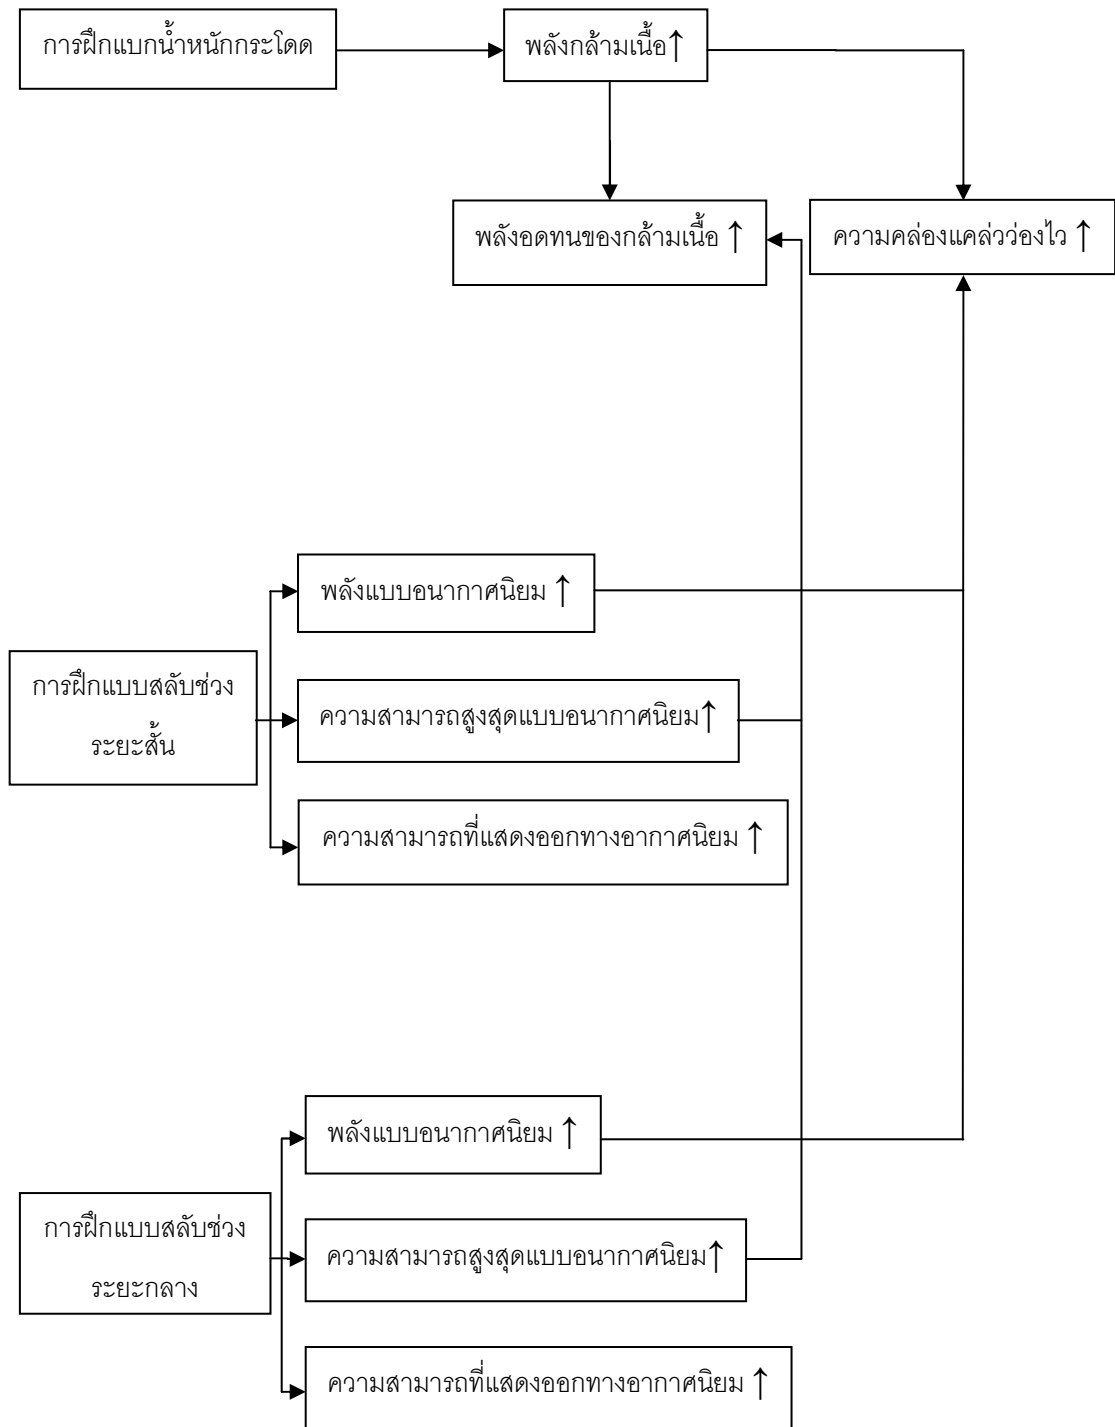 การฝึกแบกน้ำหนักกระโดด
พลังกล้ามเนื้อ↑
พลังอดทนของกล้ามเนื้อ ↑
ความคล่องแคล่วว่องไว ↑
พลังแบบอนากาศนิยม ↑
การฝึกแบบสลับช่วง
ระยะสั้น
ความสามารถสูงสุดแบบอนากาศนิยม↑
ความสามารถที่แสดงออกทางอากาศนิยม ↑
พลังแบบอนากาศนิยม ↑
การฝึกแบบสลับช่วง
ระยะกลาง
ความสามารถสูงสุดแบบอนากาศนิยม↑
ความสามารถที่แสดงออกทางอากาศนิยม ↑